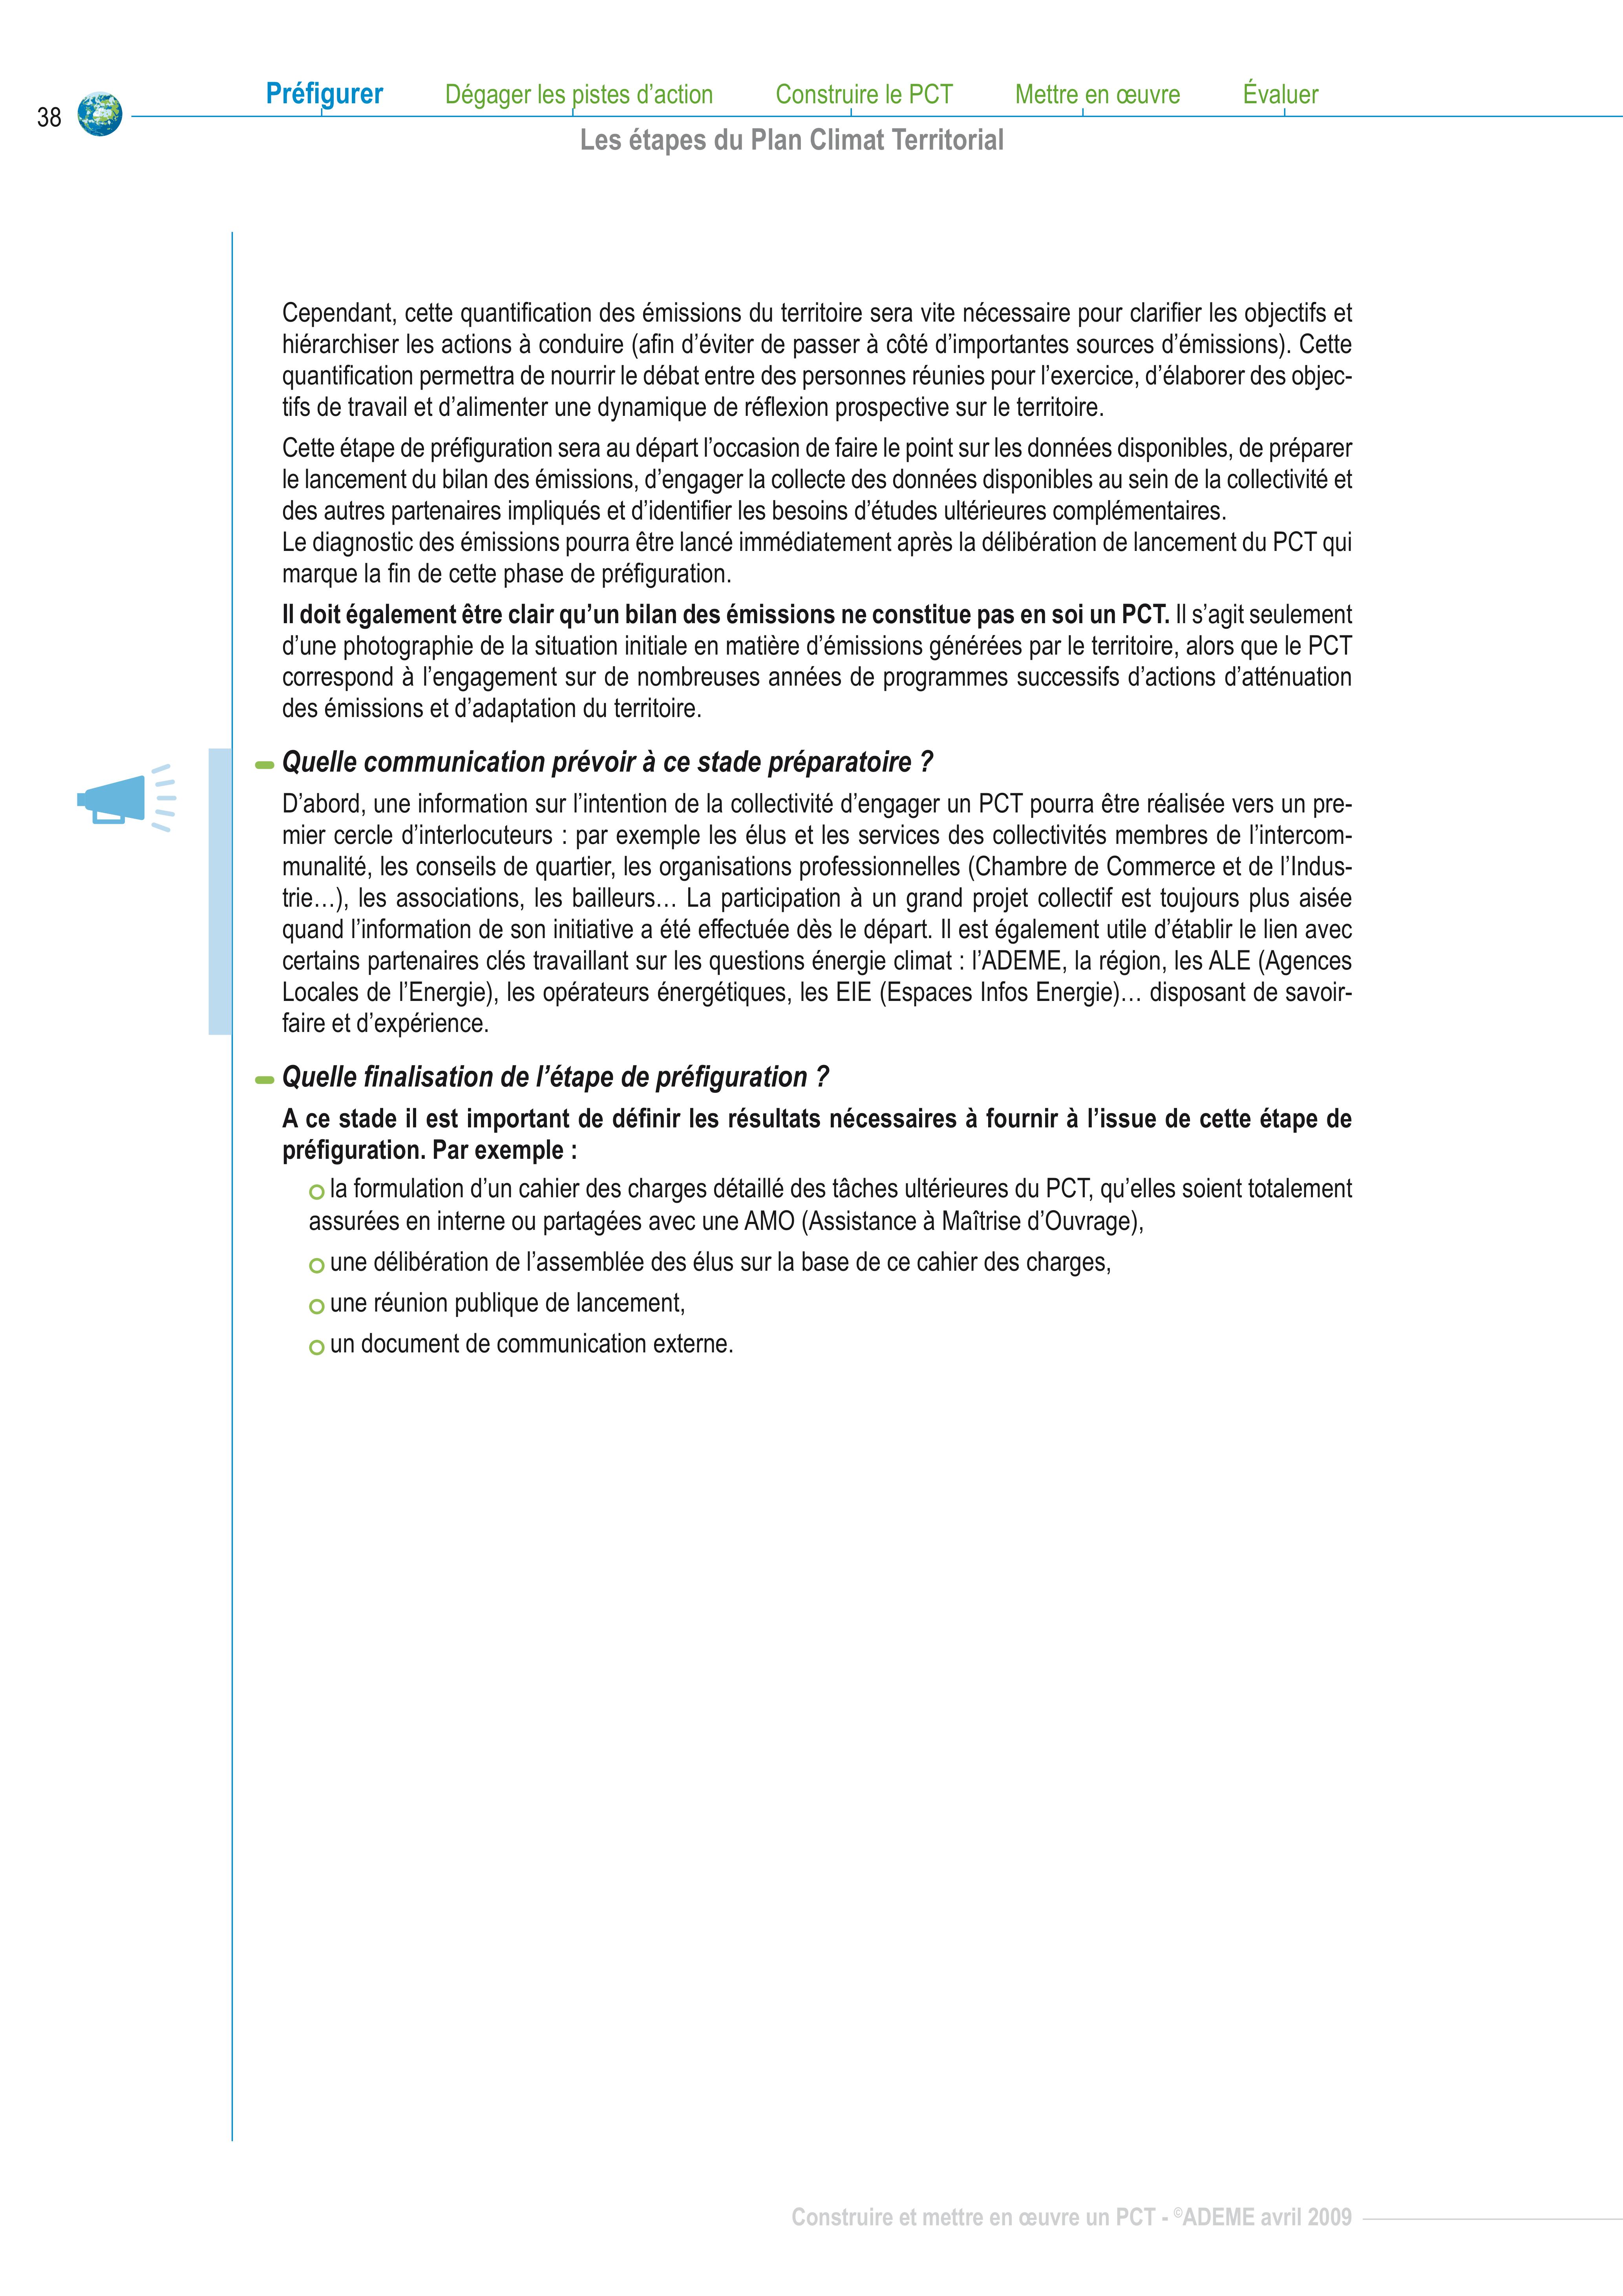 38
Préfigurer Dégager les pistes d’action Construire le PCT Mettre en œuvre Évaluer
Les étapes du Plan Climat Territorial
Cependant, cette quantification des émissions du territoire sera vite nécessaire pour clarifier les objectifs et
hiérarchiser les actions à conduire (afin d’éviter de passer à côté d’importantes sources d’émissions). Cette
quantification permettra de nourrir le débat entre des personnes réunies pour l’exercice, d’élaborer des objec-
tifs de travail et d’alimenter une dynamique de réflexion prospective sur le territoire.
Cette étape de préfiguration sera au départ l’occasion de faire le point sur les données disponibles, de préparer
le lancement du bilan des émissions, d’engager la collecte des données disponibles au sein de la collectivité et
des autres partenaires impliqués et d’identifier les besoins d’études ultérieures complémentaires.
Le diagnostic des émissions pourra être lancé immédiatement après la délibération de lancement du PCT qui
marque la fin de cette phase de préfiguration.
Il doit également être clair qu’un bilan des émissions ne constitue pas en soi un PCT. Il s’agit seulement
d’une photographie de la situation initiale en matière d’émissions générées par le territoire, alors que le PCT
correspond à l’engagement sur de nombreuses années de programmes successifs d’actions d’atténuation
des émissions et d’adaptation du territoire.
Quelle communication prévoir à ce stade préparatoire ?
D’abord, une information sur l’intention de la collectivité d’engager un PCT pourra être réalisée vers un pre-
mier cercle d’interlocuteurs : par exemple les élus et les services des collectivités membres de l’intercom-
munalité, les conseils de quartier, les organisations professionnelles (Chambre de Commerce et de l’Indus-
trie…), les associations, les bailleurs… La participation à un grand projet collectif est toujours plus aisée
quand l’information de son initiative a été effectuée dès le départ. Il est également utile d’établir le lien avec
certains partenaires clés travaillant sur les questions énergie climat : l’ADEME, la région, les ALE (Agences
Locales de l’Energie), les opérateurs énergétiques, les EIE (Espaces Infos Energie)… disposant de savoir-
faire et d’expérience.
Quelle finalisation de l’étape de préfiguration ?
A ce stade il est important de définir les résultats nécessaires à fournir à l’issue de cette étape de
préfiguration. Par exemple :
la formulation d’un cahier des charges détaillé des tâches ultérieures du PCT, qu’elles soient totalement
assurées en interne ou partagées avec une AMO (Assistance à Maîtrise d’Ouvrage),
une délibération de l’assemblée des élus sur la base de ce cahier des charges,
une réunion publique de lancement,
un document de communication externe.
Construire et mettre en œuvre un PCT - ©ADEME avril 2009